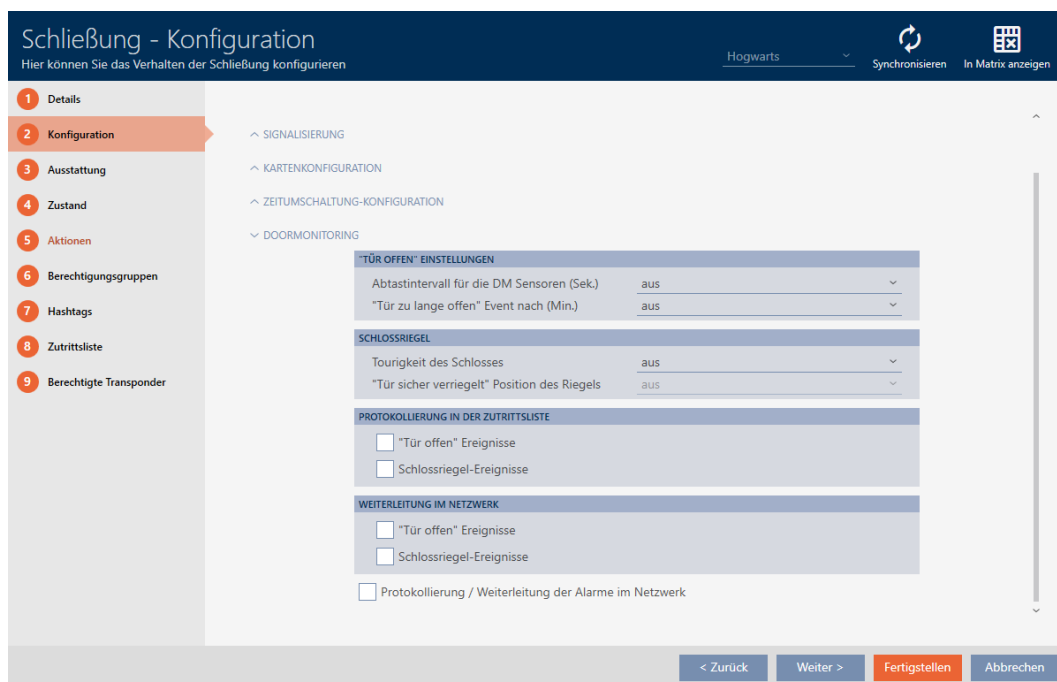 Schließung - Konfiguration
Hier können Sie das Verhalten der Schließung konfigurieren
Hogwarts
Synchronisieren
In Matrix anzeigen
1 Details
2 Konfiguration
3 Ausstattung
4 Zustand
5 Aktionen
6 Berechtigungsgruppen
7 Hashtags
8 Zutrittsliste
9 Berechtigte Transponder
SIGNALISIERUNG
KARTENKONFIGURATION
ZEITUMSCHALTUNG-KONFIGURATION
DOORMONITORING
"TÜR OFFEN" EINSTELLUNGEN
Abtastintervall für die DM Sensoren (Sek.) aus
"Tür zu lange offen" Event nach (Min.) aus
SCHLOSSRIEGEL
Tourigkeit des Schlosses aus
"Tür sicher verriegelt" Position des Riegels aus
PROTOKOLLIERUNG IN DER ZUTRITTSLISTE
"Tür offen" Ereignisse
Schlossriegel-Ereignisse
WEITERLEITUNG IM NETZWERK
"Tür offen" Ereignisse
Schlossriegel-Ereignisse
Protokollierung / Weiterleitung der Alarme im Netzwerk
< Zurück
Weiter >
Fertigstellen
Abbrechen